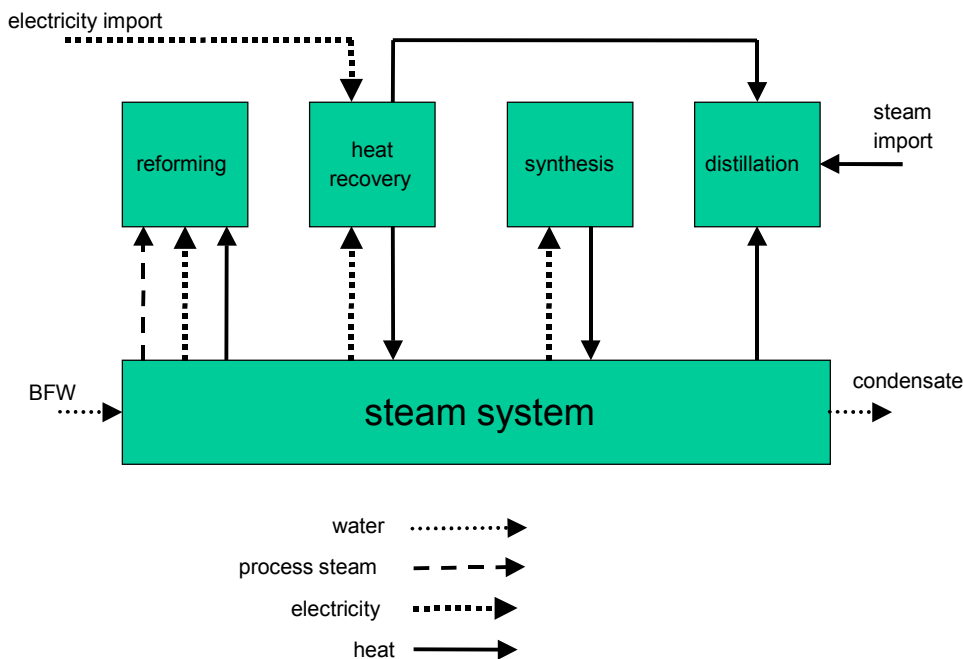 electricity import
reforming
heat
recovery
synthesis
distillation
steam
import
BFW
steam system
condensate
water
process steam
electricity
heat